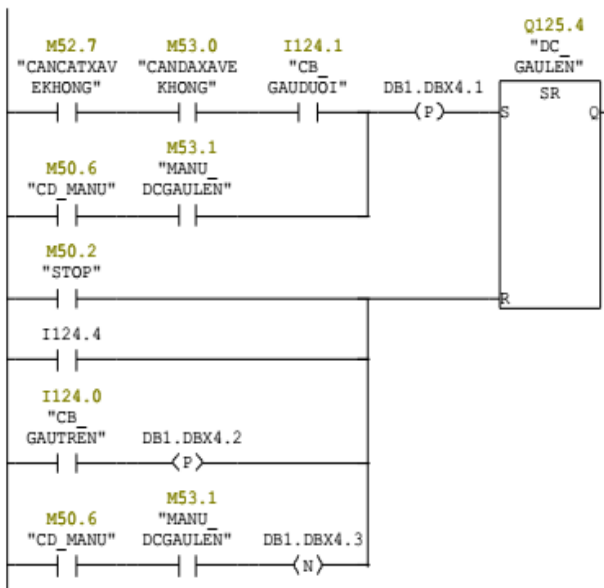 Q125.4
"DC_
GAULEN"
SR
M52.7
"CANCATXAV
EKHONG"
M53.0
"CANDAXAVE
KHONG"
I124.1
"CB_
GAUDUOI"
DB1.DBX4.1
(P)
S
Q
M50.6
"CD_MANU"
M53.1
"MANU_
DCGAULEN"
M50.2
"STOP"
R
I124.4
I124.0
"CB_
GAUTREN"
DB1.DBX4.2
(P)
M50.6
"CD_MANU"
M53.1
"MANU_
DCGAULEN"
DB1.DBX4.3
(N)